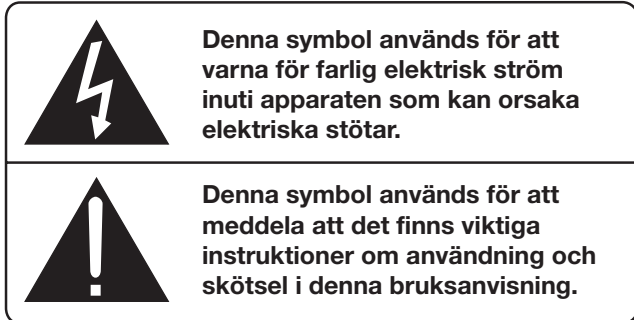 Denna symbol används för att
varna för farlig elektrisk ström
inuti apparaten som kan orsaka
elektriska stötar.
Denna symbol används för att
meddela att det finns viktiga
instruktioner om användning och
skötsel i denna bruksanvisning.